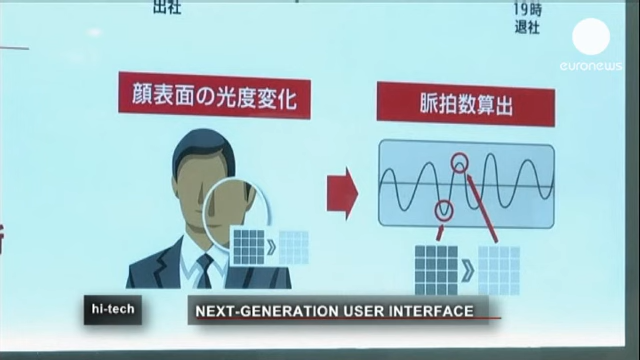 出社
19時
退社
euronews
顔表面の光度変化
脈拍数算出
hi-tech
NEXT-GENERATION USER INTERFACE